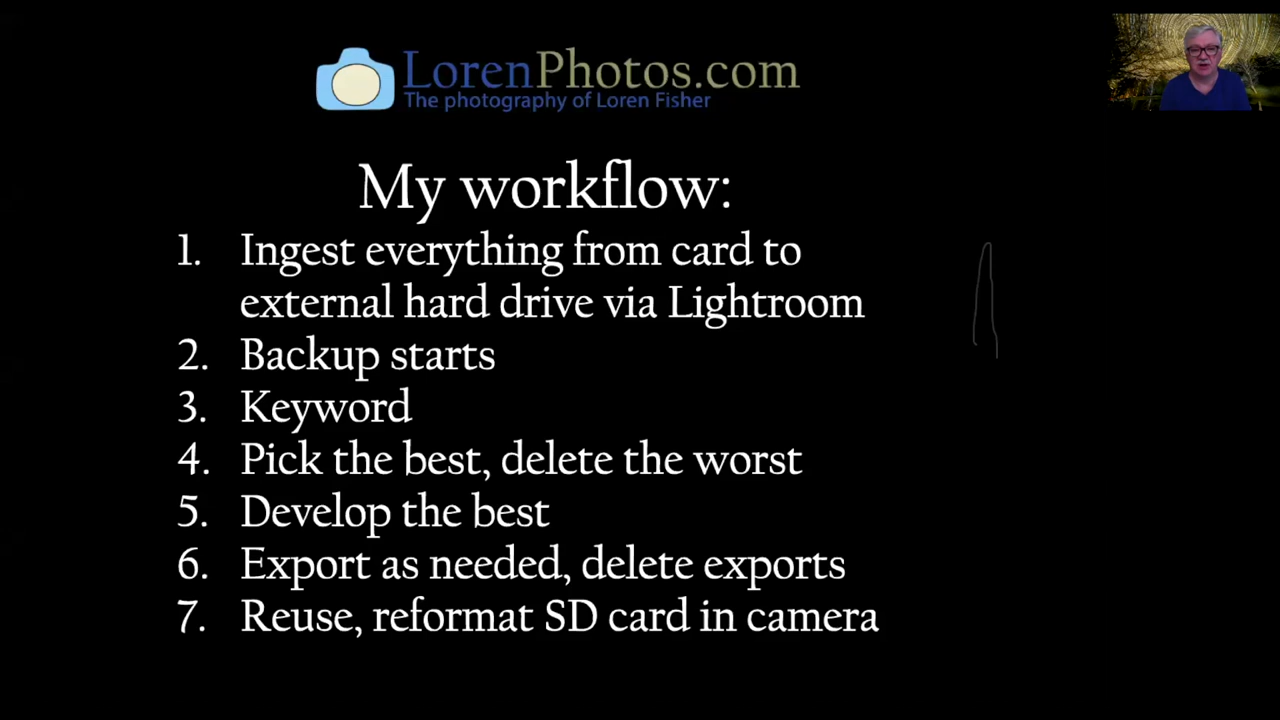 LorenPhotos.com
The photography of Loren Fisher
My workflow:
1. Ingest everything from card to
external hard drive via Lightroom
2. Backup starts
3. Keyword
4. Pick the best, delete the worst
5. Develop the best
6. Export as needed, delete exports
7. Reuse, reformat SD card in camera